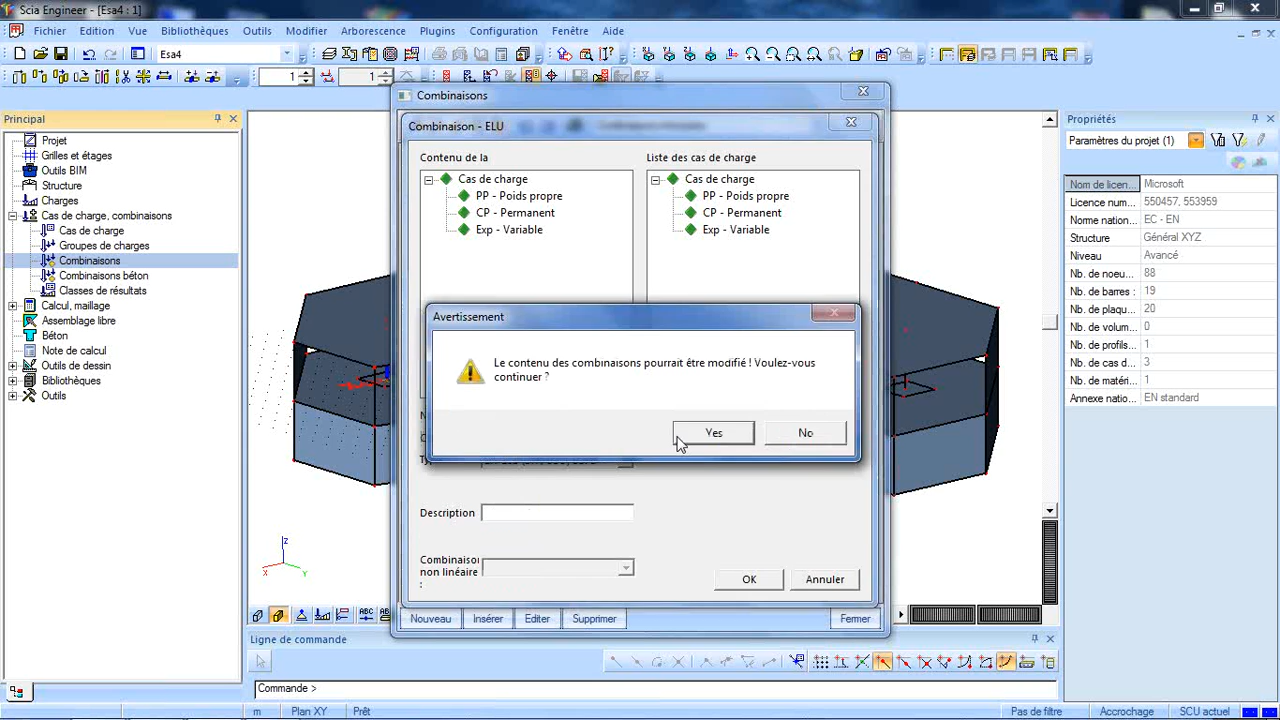 Scia Engineer - [Esa4 : 1]
Fichier Edition Vue Bibliothèques Outils Modifier Arborescence Plugins Configuration Fenêtre Aide
Esa4
1 1
Principal
Projet
Grilles et étages
Outils BIM
Structure
Charges
Cas de charge, combinaisons
Cas de charge
Groupes de charges
Combinaisons
Combinaisons béton
Classes de résultats
Calcul, maillage
Assemblage libre
Béton
Note de calcul
Outils de dessin
Bibliothèques
Outils
Combinaisons
Combinaison - ELU
Contenu de la
Cas de charge
PP - Poids propre
CP - Permanent
Exp - Variable
Liste des cas de charge
Cas de charge
PP - Poids propre
CP - Permanent
Exp - Variable
Avertissement
Le contenu des combinaisons pourrait être modifié ! Voulez-vous
continuer ?
Yes No
Description
Combinaisor
non linéaire
:
OK Annuler
Nouveau Insérer Editer Supprimer Fermer
Propriétés
Paramètres du projet (1)
Nom de licen... Microsoft
Licence num... 550457, 553959
Nome nation... EC - EN
Structure Général XYZ
Niveau Avancé
Nb. de noeu... 88
Nb. de barres : 19
Nb. de plaqu... 20
Nb. de volum... 0
Nb. de profils... 1
Nb. de cas d... 3
Nb. de matéri... 1
Annexe natio... EN standard
z
x
Y
ABC
Ligne de commande
Commande >
m Plan XY Prêt Pas de filtre Accrochage SCU actuel